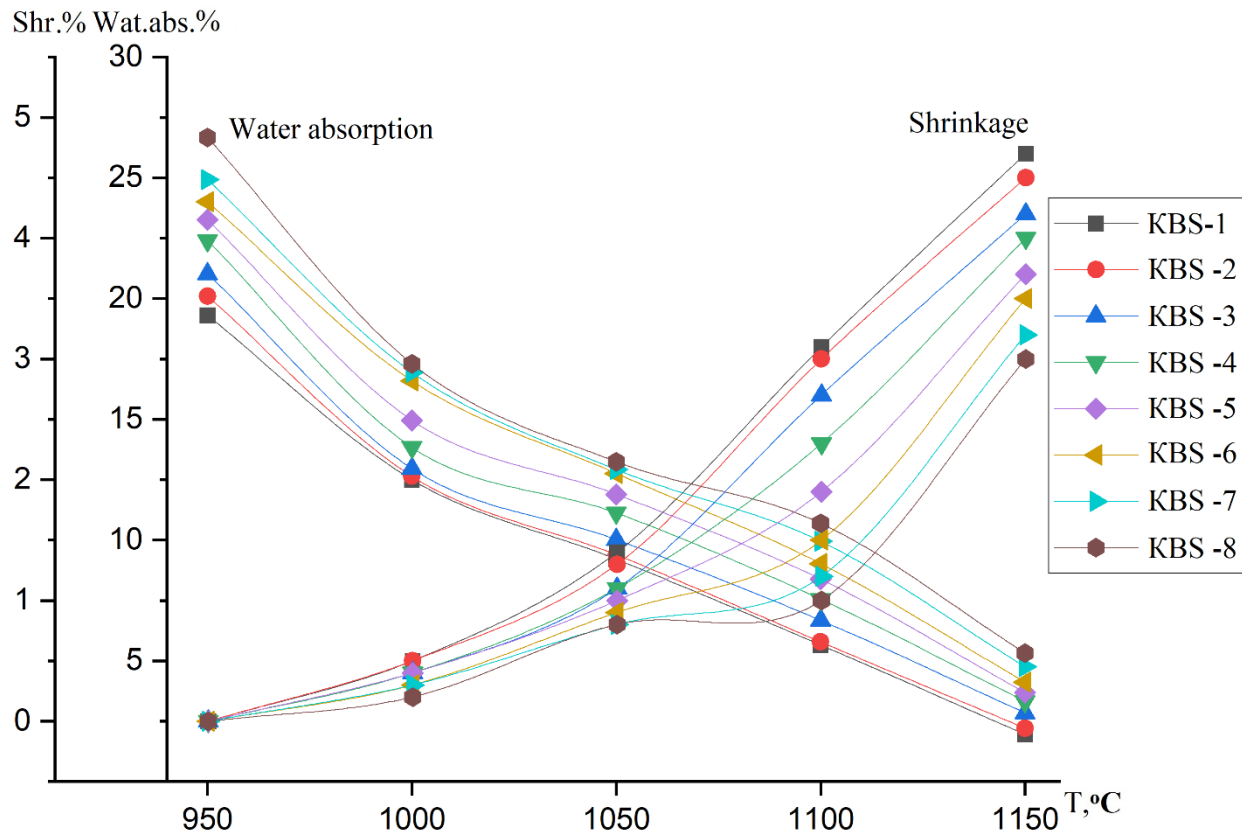 Shr.% Wat.abs.%
30
5
Water absorption
Shrinkage
25
KBS-1
4
KBS -2
20
KBS -3
3
KBS -4
15
KBS -5
2
KBS -6
10
KBS -7
1
KBS -8
5
0
T,°C
950 1000 1050 1100 1150